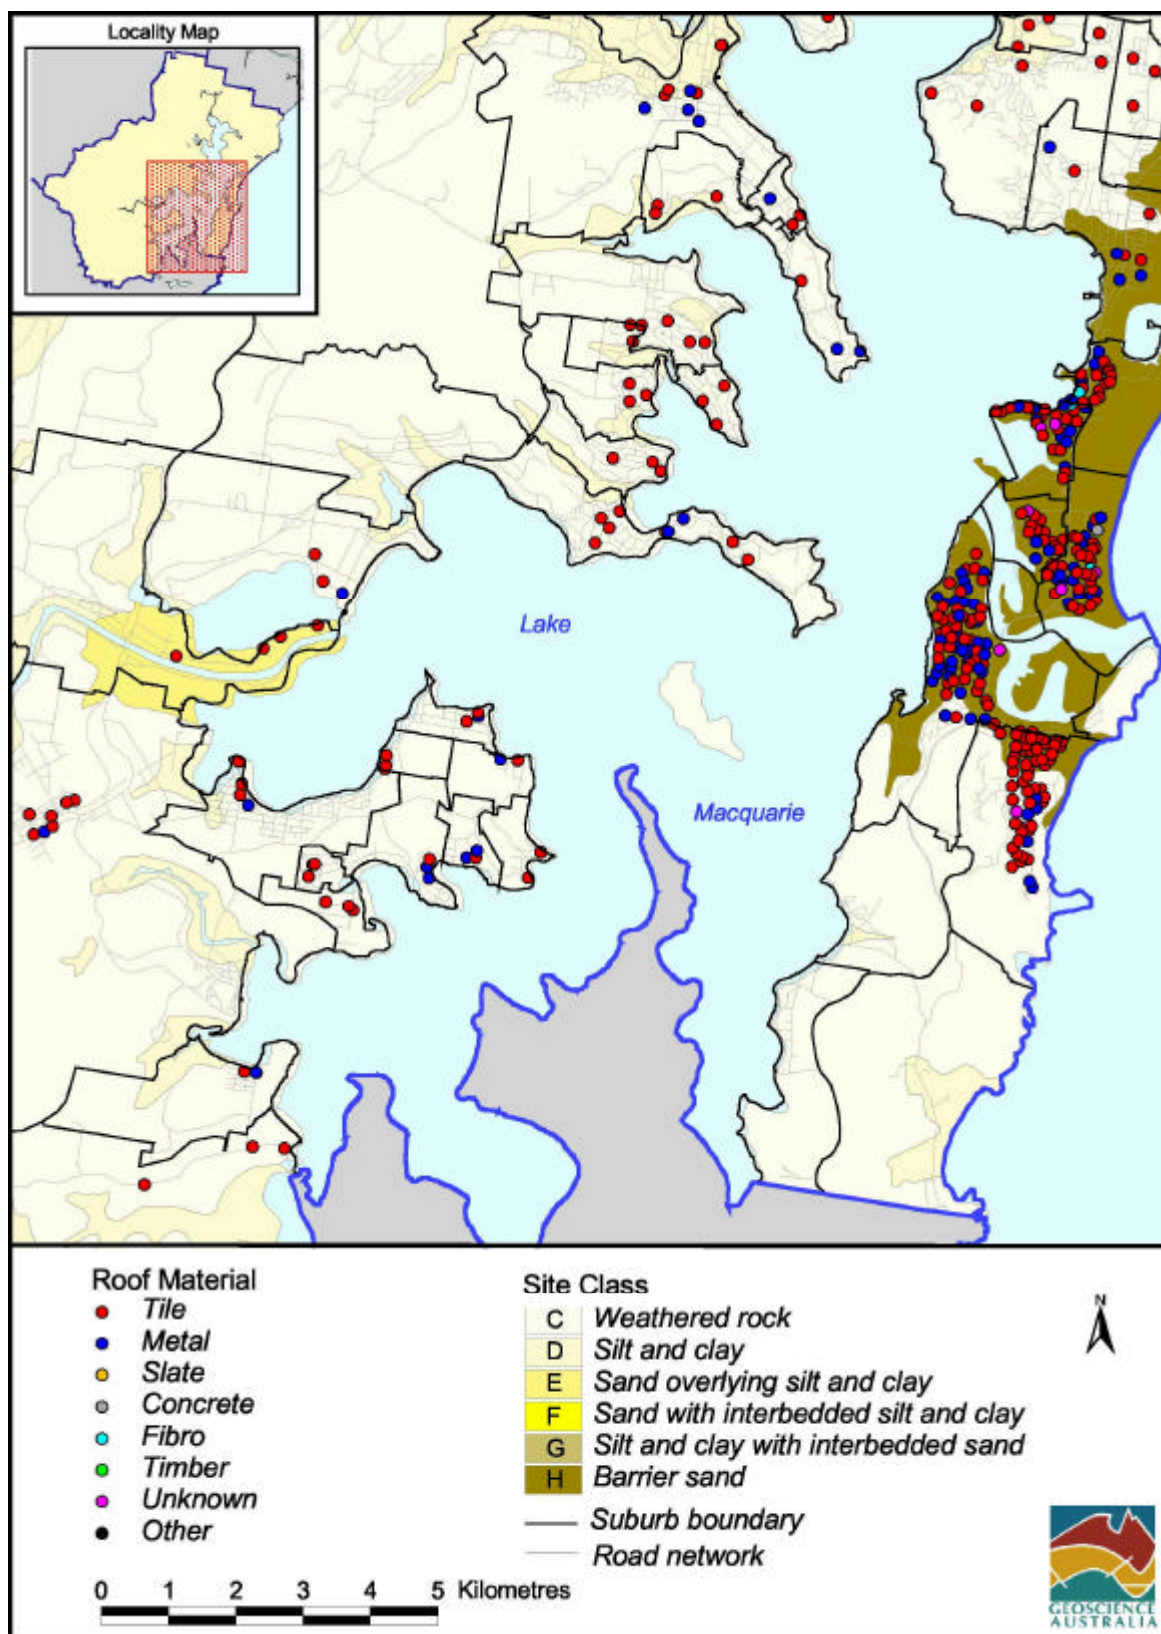 Locality Map
Lake
Macquarie
Roof Material
Tile
Metal
Slate
Concrete
Fibro
Timber
Unknown
Other
0 1 2 3 4 5 Kilometres
Site Class
C Weathered rock
D Silt and clay
E Sand overlying silt and clay
F Sand with interbedded silt and clay
G Silt and clay with interbedded sand
H Barrier sand
Suburb boundary
Road network
N
GEOSCIENCE
AUSTRALIA